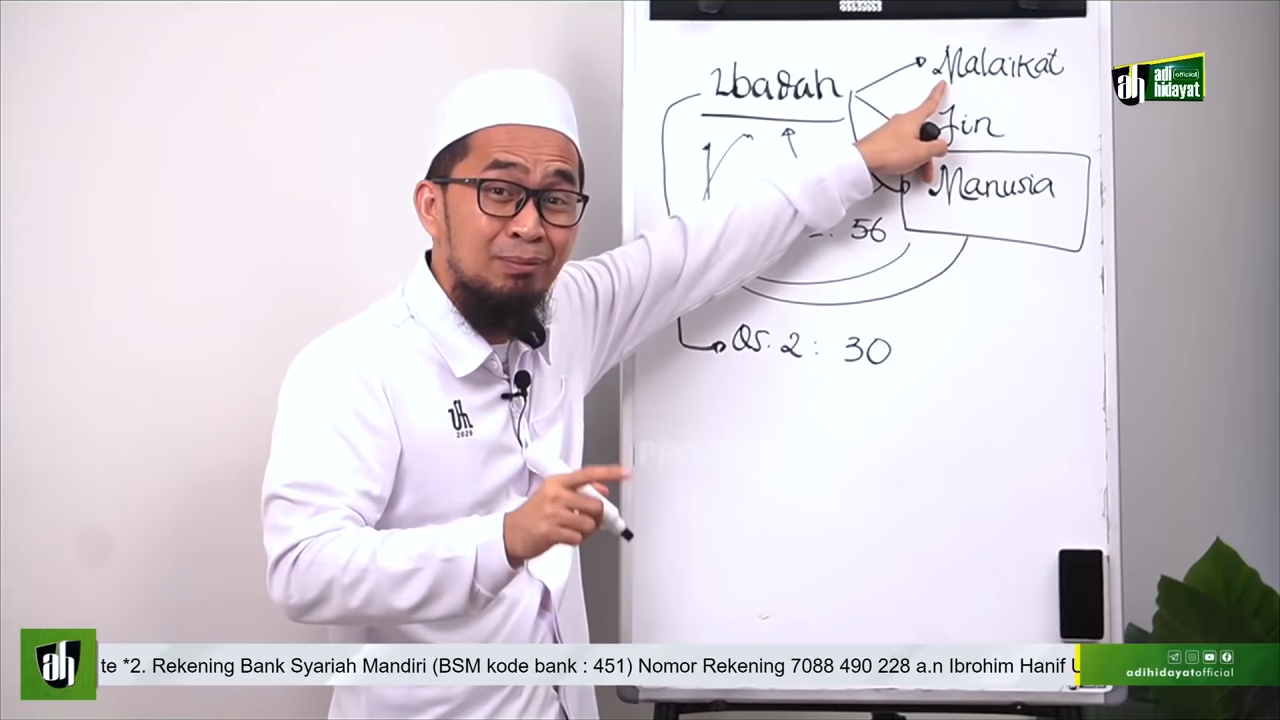 Ibadah
Malaikat
Jin
Manusia
: 56
Qs. 2 : 30
adi
official
hidayat
ah
2020
te *2. Rekening Bank Syariah Mandiri (BSM kode bank : 451) Nomor Rekening 7088 490 228 a.n Ibrohim Hanif
adihidayatofficial